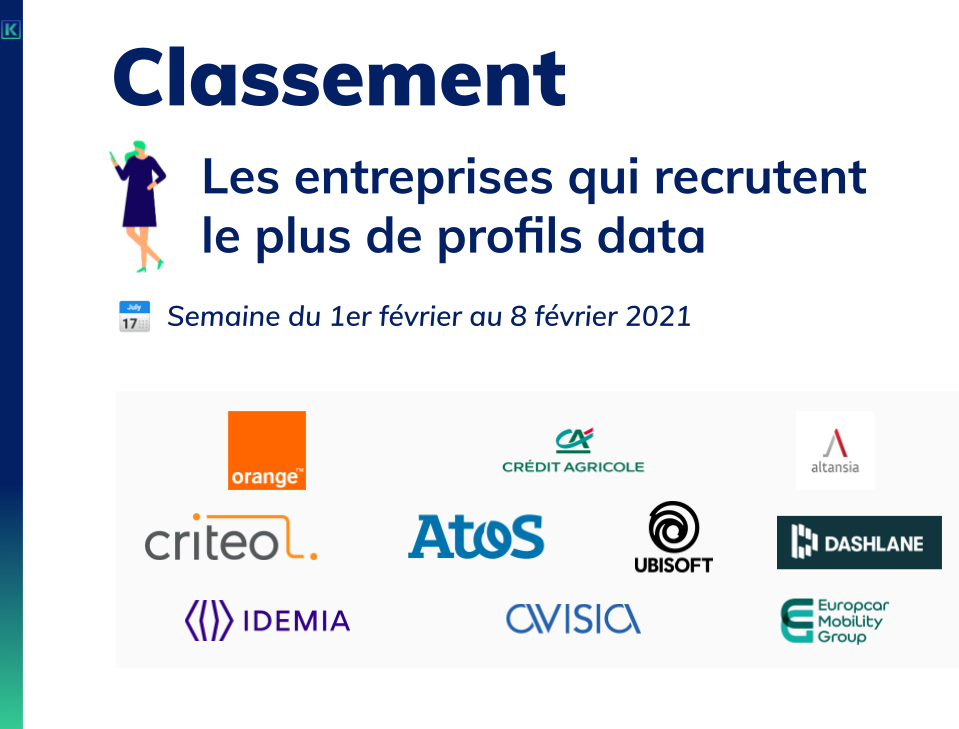 K
Classement
Les entreprises qui recrutent
le plus de profils data
July
17
Semaine du 1er février au 8 février 2021
orange™
CRÉDIT AGRICOLE
altansia
criteo
Atos
UBISOFT
DASHLANE
IDEMIA
AVISIA
Europcar
Mobility
Group